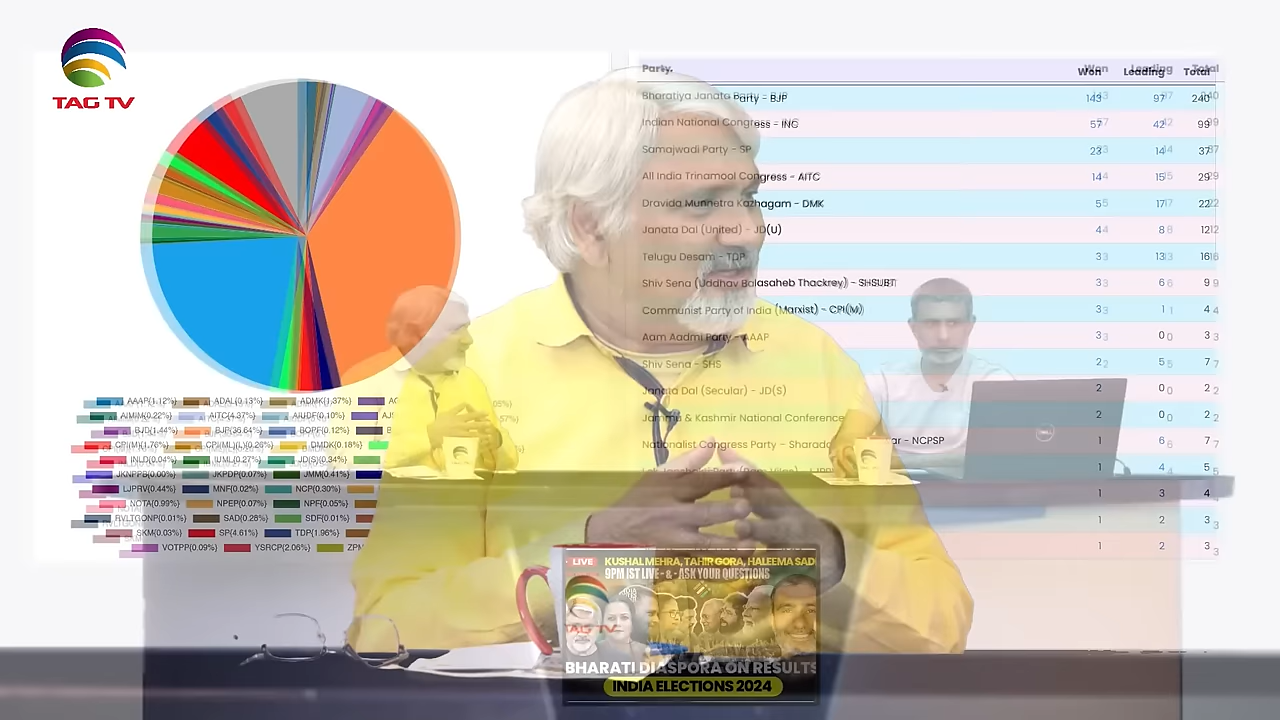 TAG TV
Party. Won Leading Total
Bharatiya Janata Party - BJP 143 97 240
Indian National Congress - INC 57 42 99
Samajwadi Party - SP 23 14 37
All India Trinamool Congress - AITC 14 15 29
Dravida Munnetra Kazhagam - DMK 5 17 22
Janata Dal (United) - JD(U) 4 8 12
Telugu Desam - TDP 3 13 16
Shiv Sena (Uddhav Balasaheb Thackrey) - SHSUBT 3 6 9
Communist Party of India (Marxist) - CPI(M) 3 1 4
Aam Aadmi Party - AAAP 3 0 3
Shiv Sena - SHS 2 5 7
Janata Dal (Secular) - JD(S) 2 0 2
Jammu & Kashmir National Conference 2 0 2
Nationalist Congress Party - Sharad NCPSP 1 6 7
1 4 5
1 3 4
1 2 3
1 2 3
AAAP(1.12%) ADAL(0.13%) ADMK(1.37%)
AIMIM(0.22%) AITC(4.37%) AIUDF(0.10%)
BJD(1.44%) BJP(36.64%) BOPF(0.12%)
CPI(M)(1.76%) CPI(ML)(L)(0.26%) DMDK(0.18%)
INLD(0.04%) IUML(0.27%) JD(S)(0.34%)
JKNPPB(0.00%) JKPDP(0.07%) JMM(0.41%)
LJPRV(0.44%) MNF(0.02%) NCP(0.30%)
NOTA(0.99%) NPEP(0.07%) NPF(0.05%)
RVLTGONP(0.01%) SAD(0.28%) SDF(0.01%)
SKM(0.03%) SP(4.61%) TDP(1.96%)
VOTPP(0.09%) YSRCP(2.06%) ZPM
LIVE KUSHAL MEHRA, TAHIR GORA, HALEEMA SAD
9PM IST LIVE - & - ASK YOUR QUESTIONS
TAG TV
BHARATI DIASPORA ON RESULTS
INDIA ELECTIONS 2024